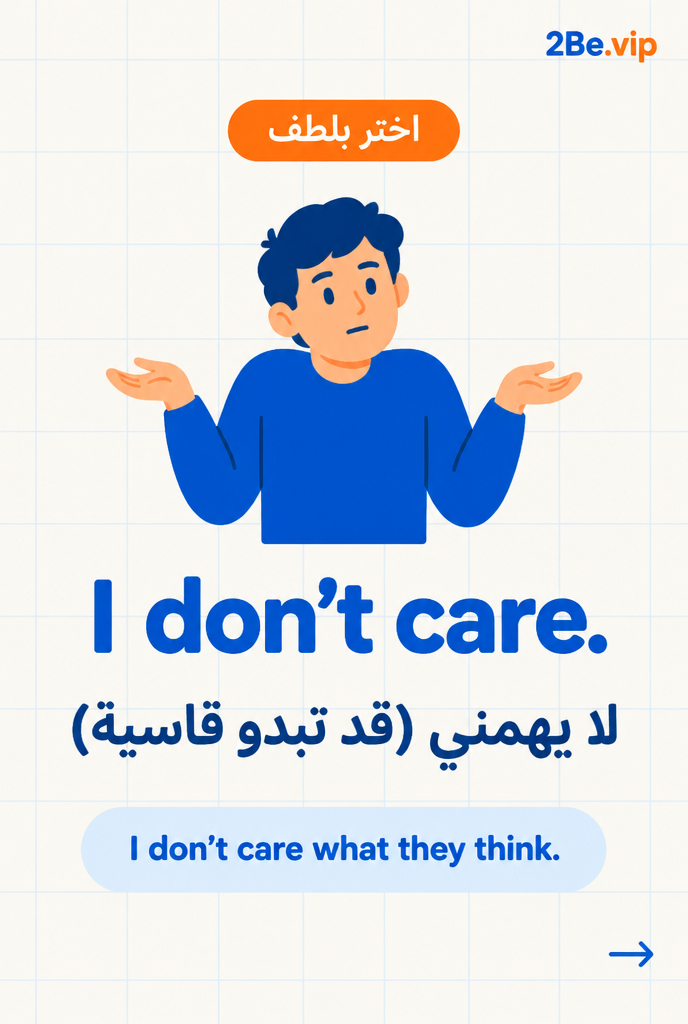 2Be.vip
اختر بلطف
I don’t care.
لا يهمني (قد تبدو قاسية)
I don’t care what they think.